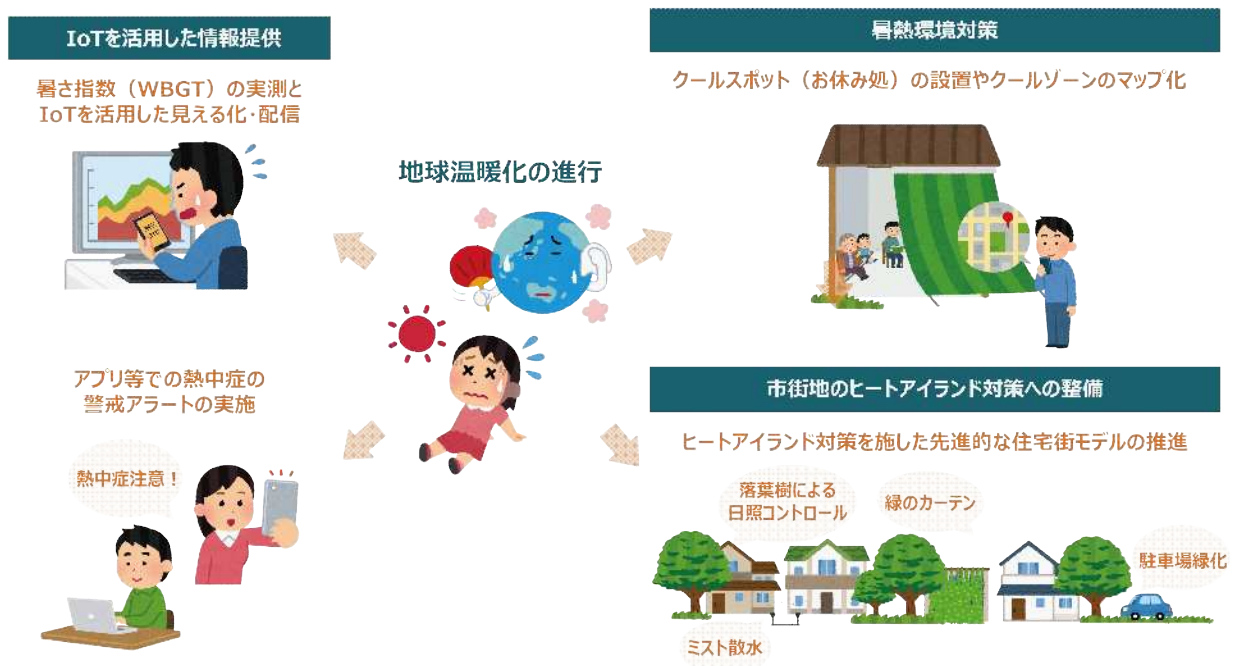 IoTを活用した情報提供
暑さ指数（WBGT）の実測と
IoTを活用した見える化・配信
アプリ等での熱中症の
警戒アラートの実施
熱中症注意！
地球温暖化の進行
暑熱環境対策
クールスポット（お休み処）の設置やクールゾーンのマップ化
市街地のヒートアイランド対策への整備
ヒートアイランド対策を施した先進的な住宅街モデルの推進
落葉樹による
日照コントロール
緑のカーテン
駐車場緑化
ミスト散水